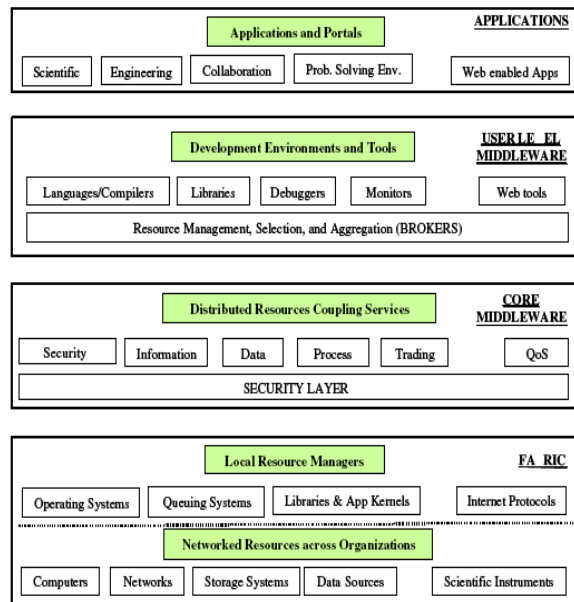 APPLICATIONS
Applications and Portals
Scientific
Engineering
Collaboration
Prob. Solving Env.
Web enabled Apps
USER LE EL
MIDDLEWARE
Development Environments and Tools
Languages/Compilers
Libraries
Debuggers
Monitors
Web tools
Resource Management, Selection, and Aggregation (BROKERS)
CORE
MIDDLEWARE
Distributed Resources Coupling Services
Security
Information
Data
Process
Trading
QoS
SECURITY LAYER
Local Resource Managers
FA RIC
Operating Systems
Queuing Systems
Libraries & App Kernels
Internet Protocols
Networked Resources across Organizations
Computers
Networks
Storage Systems
Data Sources
Scientific Instruments